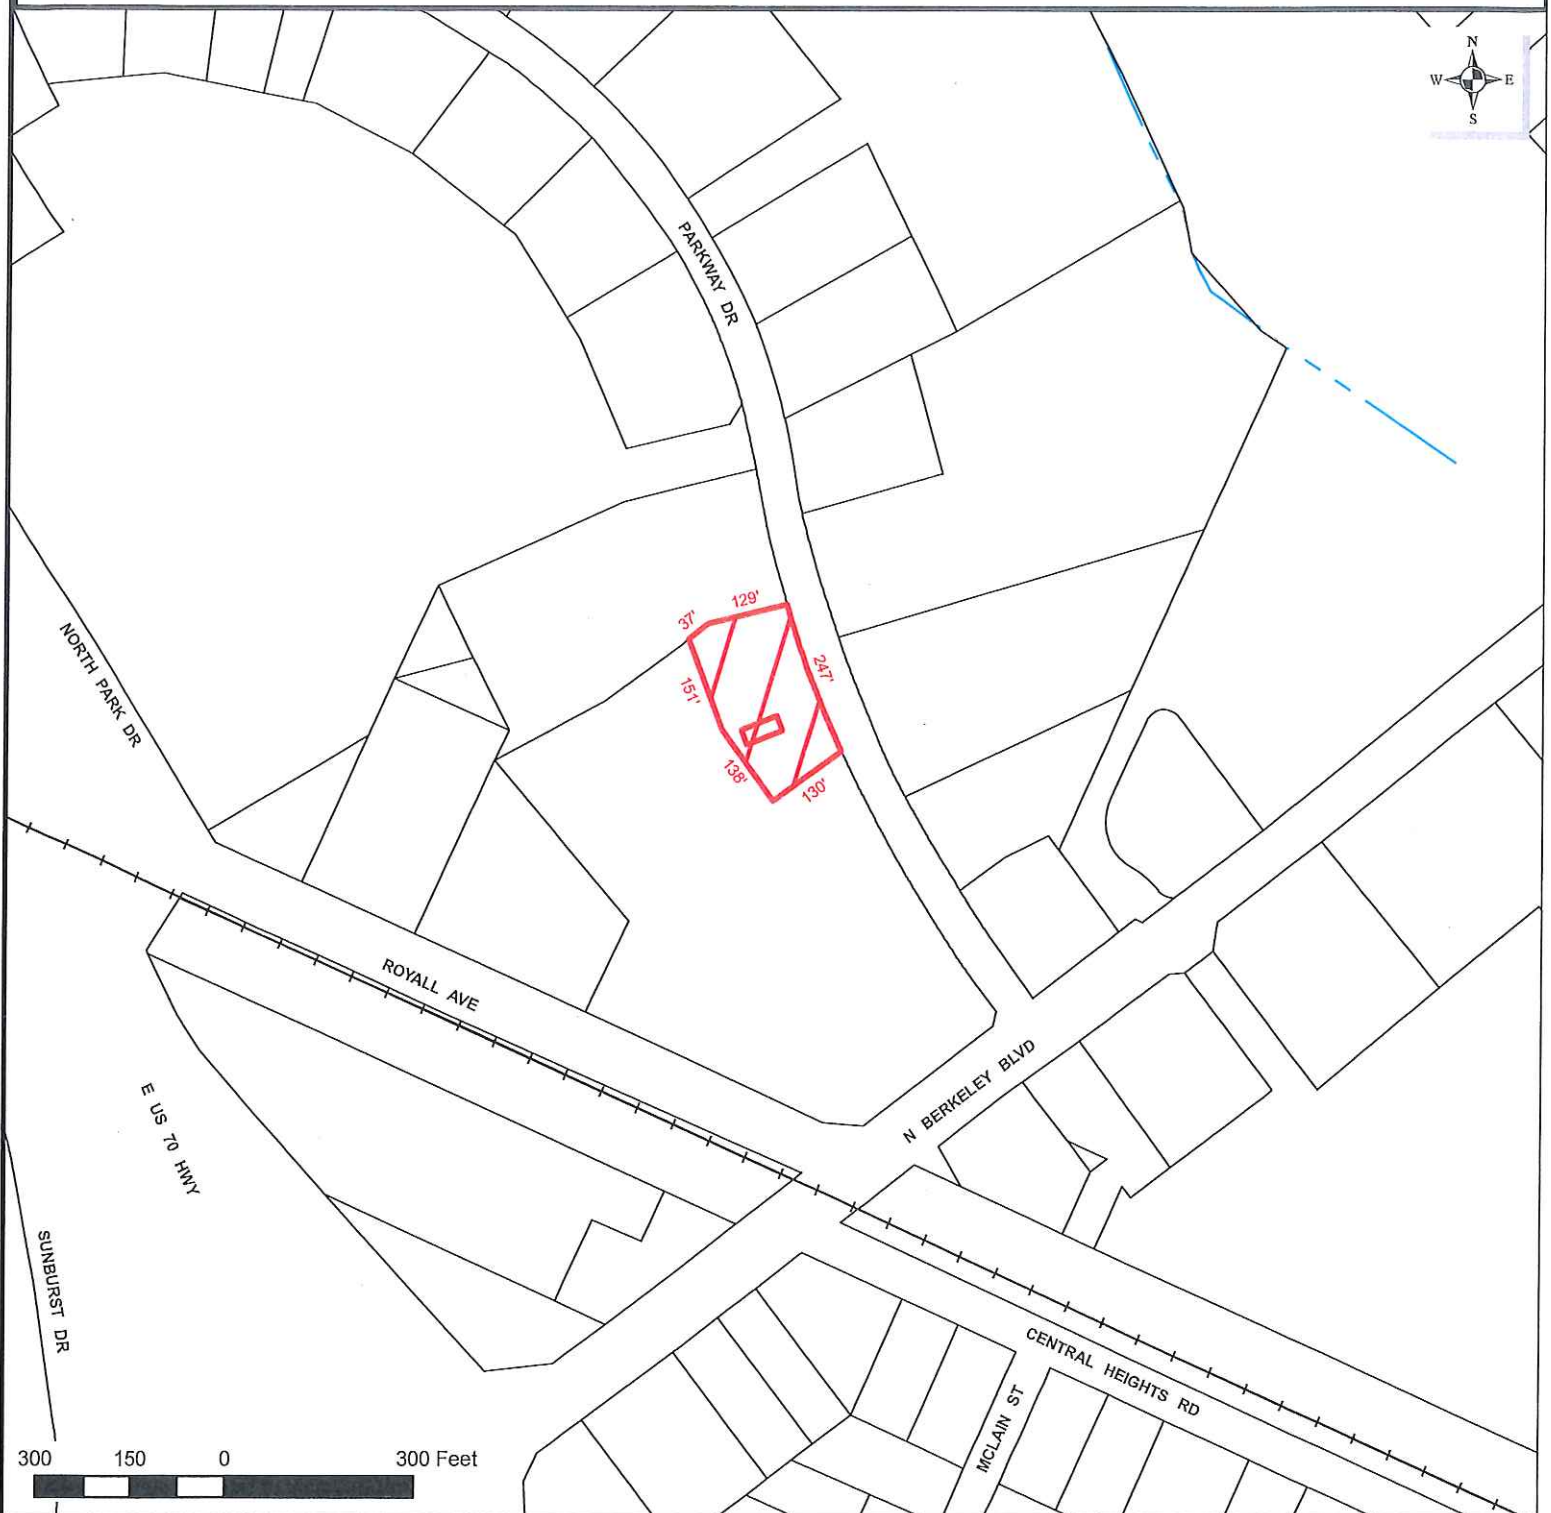 N
W E
S
PARKWAY DR
129'
37'
247'
151'
138'
130'
NORTH PARK DR
ROYALL AVE
N BERKELEY BLVD
E US 70 HWY
SUNBURST DR
CENTRAL HEIGHTS RD
MCLAIN ST
300 150 0 300 Feet